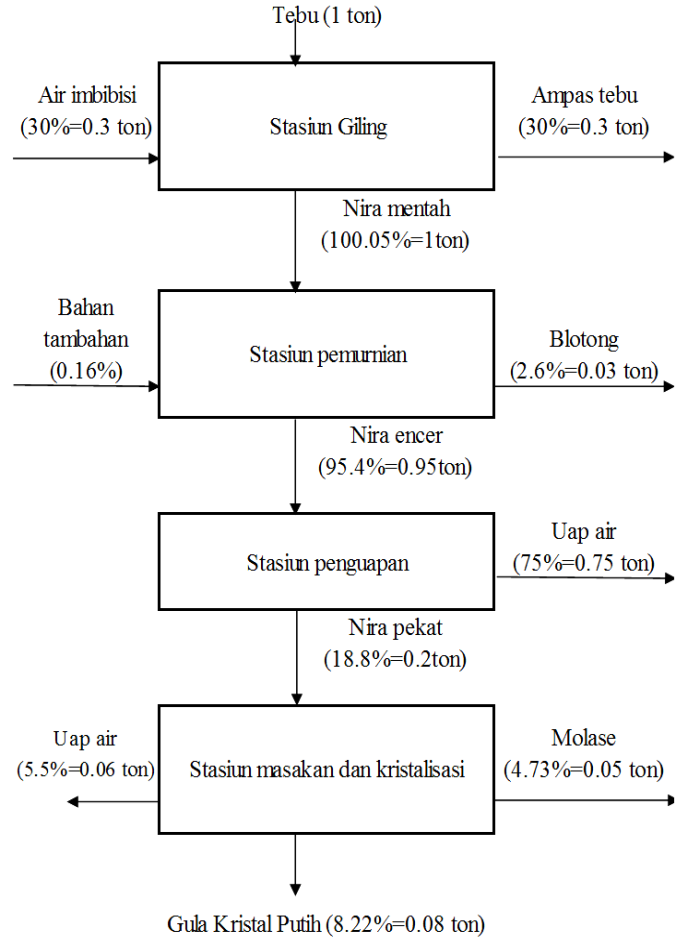 Tebu (1 ton)
Air imbibisi
(30%=0.3 ton)
Stasiun Giling
Ampas tebu
(30%=0.3 ton)
Nira mentah
(100.05%=1ton)
Bahan
tambahan
(0.16%)
Stasiun pemurnian
Blotong
(2.6%=0.03 ton)
Nira encer
(95.4%=0.95ton)
Stasiun penguapan
Uap air
(75%=0.75 ton)
Nira pekat
(18.8%=0.2ton)
Uap air
(5.5%=0.06 ton)
Stasiun masakan dan kristalisasi
Molase
(4.73%=0.05 ton)
Gula Kristal Putih (8.22%=0.08 ton)